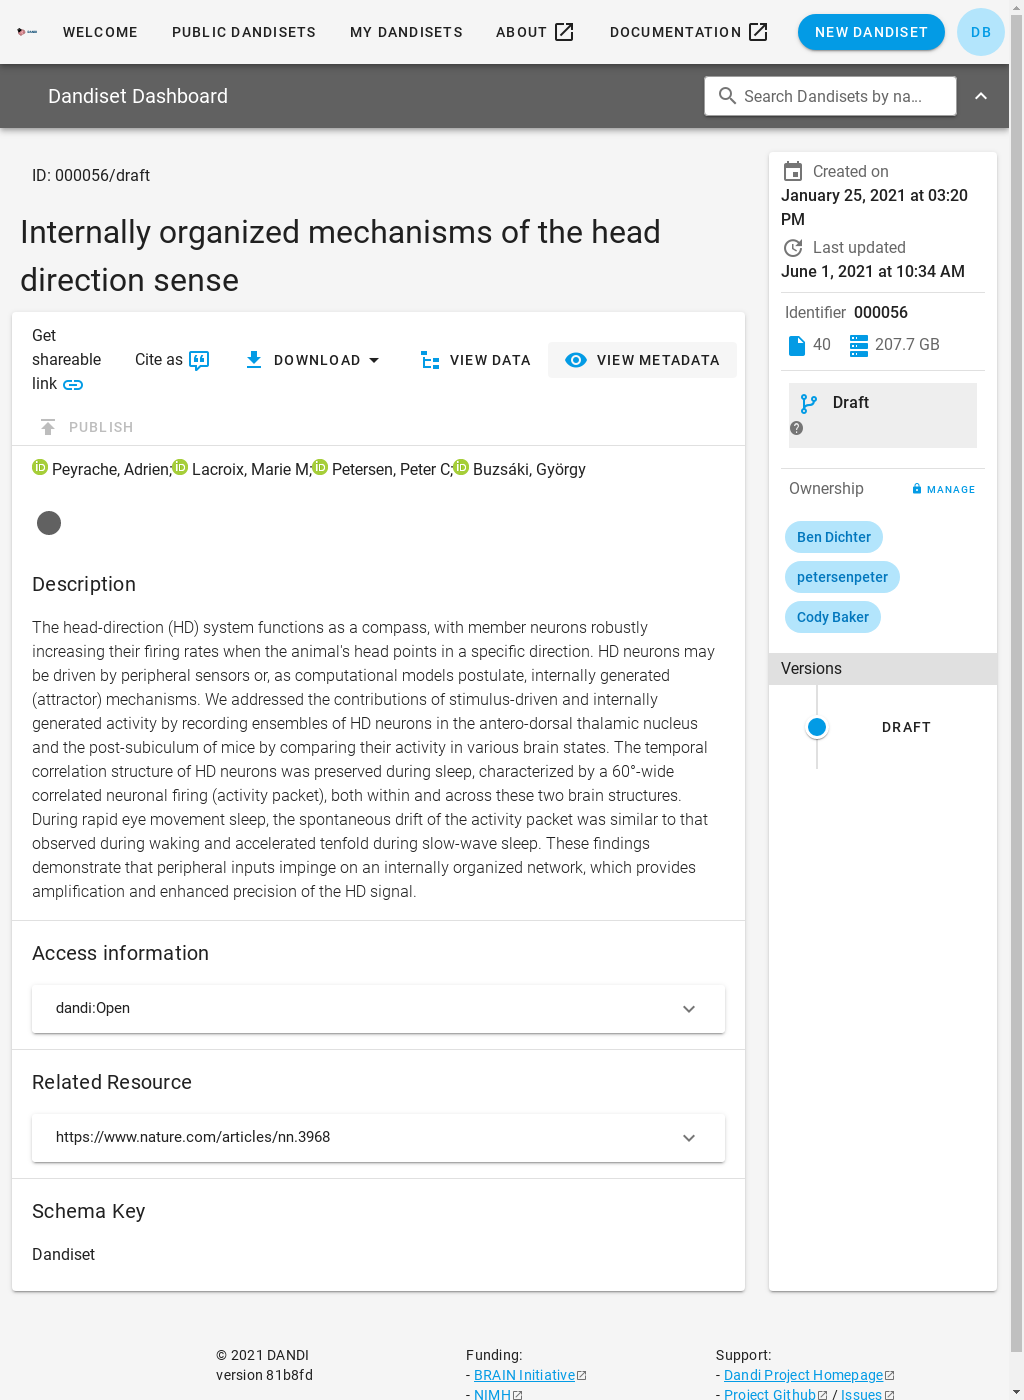 WELCOME PUBLIC DANDISETS MY DANDISETS ABOUT DOCUMENTATION NEW DANDISET DB
Dandiset Dashboard Search Dandisets by na...
ID: 000056/draft
Internally organized mechanisms of the head
direction sense
Get
shareable
link
Cite as
DOWNLOAD
VIEW DATA
VIEW METADATA
PUBLISH
Peyrache, Adrien; Lacroix, Marie M; Petersen, Peter C; Buzsáki, György
Description
The head-direction (HD) system functions as a compass, with member neurons robustly
increasing their firing rates when the animal's head points in a specific direction. HD neurons may
be driven by peripheral sensors or, as computational models postulate, internally generated
(attractor) mechanisms. We addressed the contributions of stimulus-driven and internally
generated activity by recording ensembles of HD neurons in the antero-dorsal thalamic nucleus
and the post-subiculum of mice by comparing their activity in various brain states. The temporal
correlation structure of HD neurons was preserved during sleep, characterized by a 60°-wide
correlated neuronal firing (activity packet), both within and across these two brain structures.
During rapid eye movement sleep, the spontaneous drift of the activity packet was similar to that
observed during waking and accelerated tenfold during slow-wave sleep. These findings
demonstrate that peripheral inputs impinge on an internally organized network, which provides
amplification and enhanced precision of the HD signal.
Access information
dandi:Open
Related Resource
https://www.nature.com/articles/nn.3968
Schema Key
Dandiset
Created on
January 25, 2021 at 03:20
PM
Last updated
June 1, 2021 at 10:34 AM
Identifier 000056
40 207.7 GB
Draft
Ownership MANAGE
Ben Dichter
petersenpeter
Cody Baker
Versions
DRAFT
© 2021 DANDI
version 81b8fd
Funding:
- BRAIN Initiative
- NIMH
Support:
- Dandi Project Homepage
- Project Github / Issues